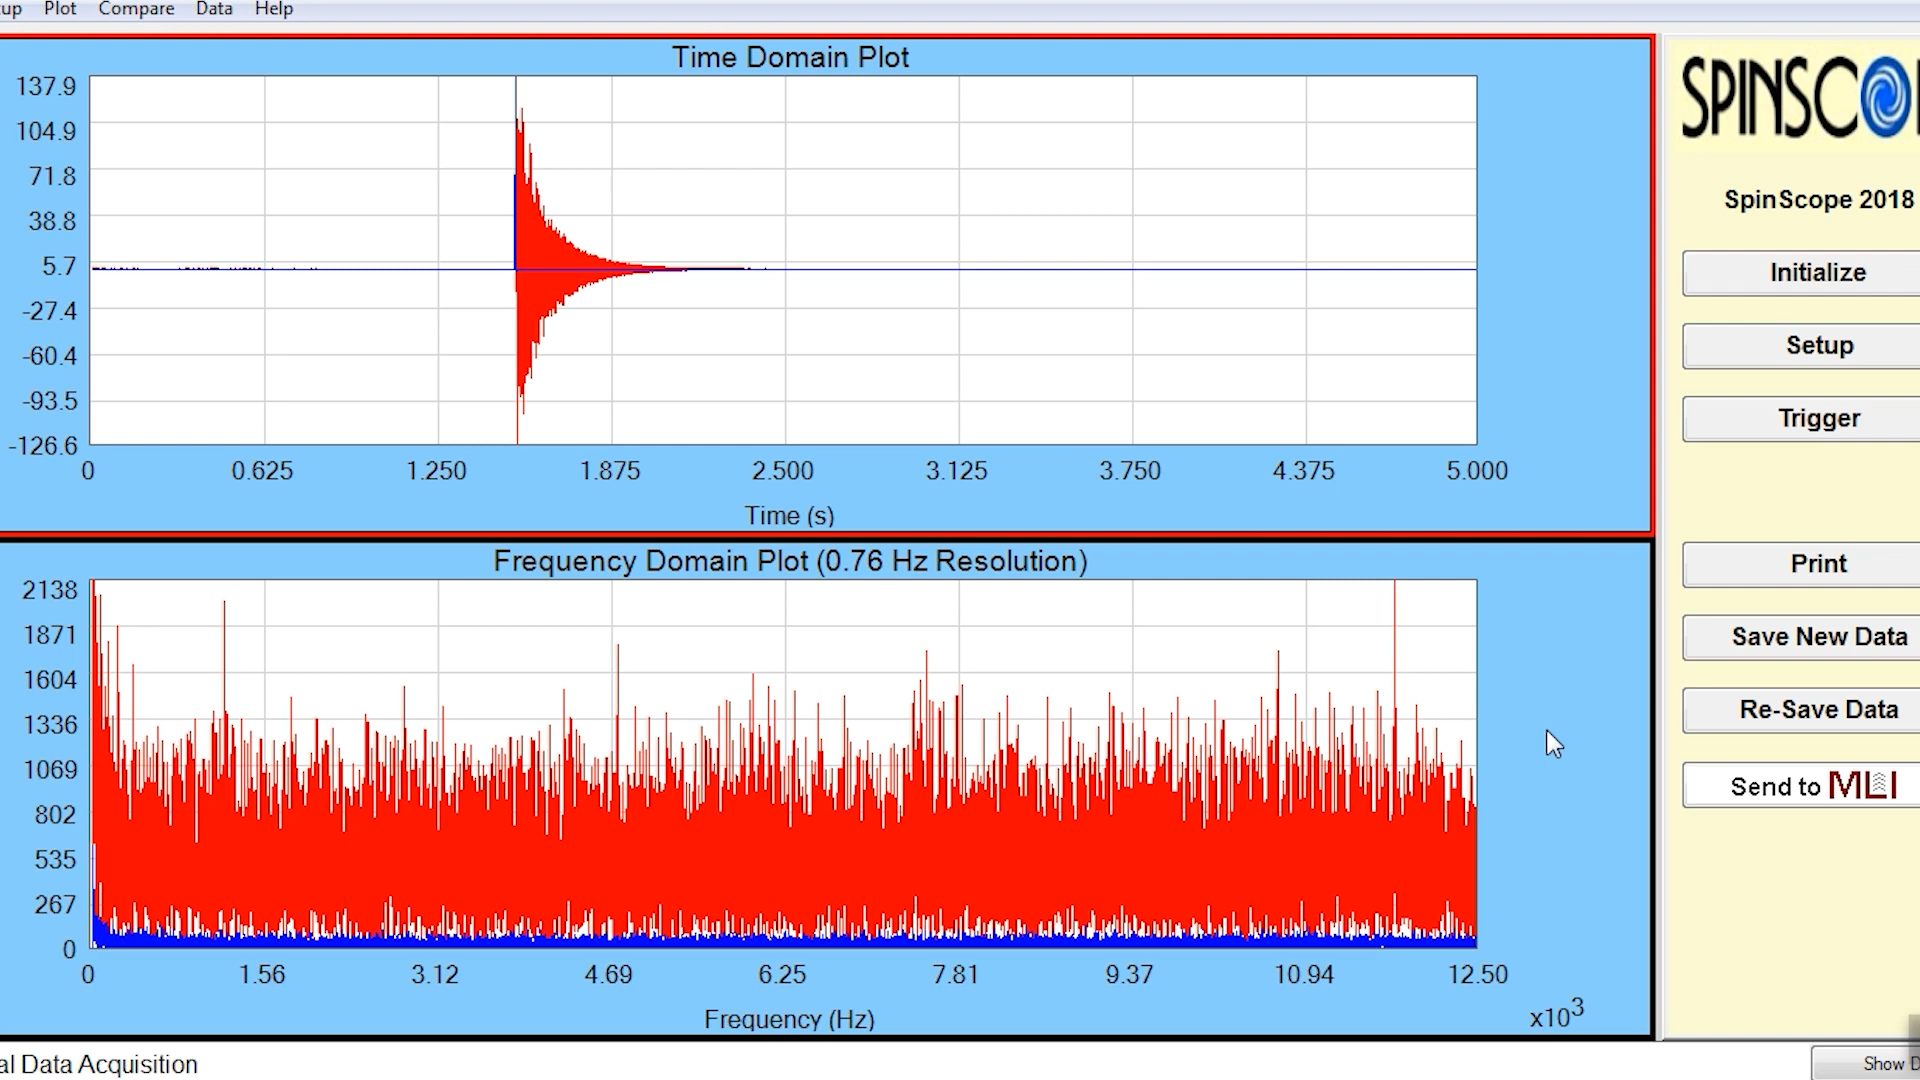 up Plot Compare Data Help
Time Domain Plot
137.9
104.9
71.8
38.8
5.7
-27.4
-60.4
-93.5
-126.6
0 0.625 1.250 1.875 2.500 3.125 3.750 4.375 5.000
Time (s)
Frequency Domain Plot (0.76 Hz Resolution)
2138
1871
1604
1336
1069
802
535
267
0
0 1.56 3.12 4.69 6.25 7.81 9.37 10.94 12.50
x10³
Frequency (Hz)
SPINSCO
SpinScope 2018
Initialize
Setup
Trigger
Print
Save New Data
Re-Save Data
Send to MLI
al Data Acquisition
Show D